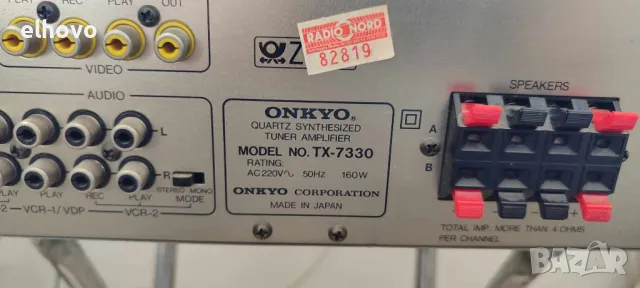 elhovo
PLAY REC PLAY OUT
VIDEO
RADIO NORD
82819
Z
SPEAKERS
AUDIO
L
R
STEREO MONO
MODE
PLAY REC PLAY
-2 VCR-1/VDP VCR-2
ONKYO®
QUARTZ SYNTHESIZED
TUNER AMPLIFIER
MODEL NO. TX-7330
RATING:
AC 220V∿ 50Hz 160W
ONKYO CORPORATION
MADE IN JAPAN
A
B
- - +
TOTAL IMP: MORE THAN 4 OHMS
PER CHANNEL
BAZAR